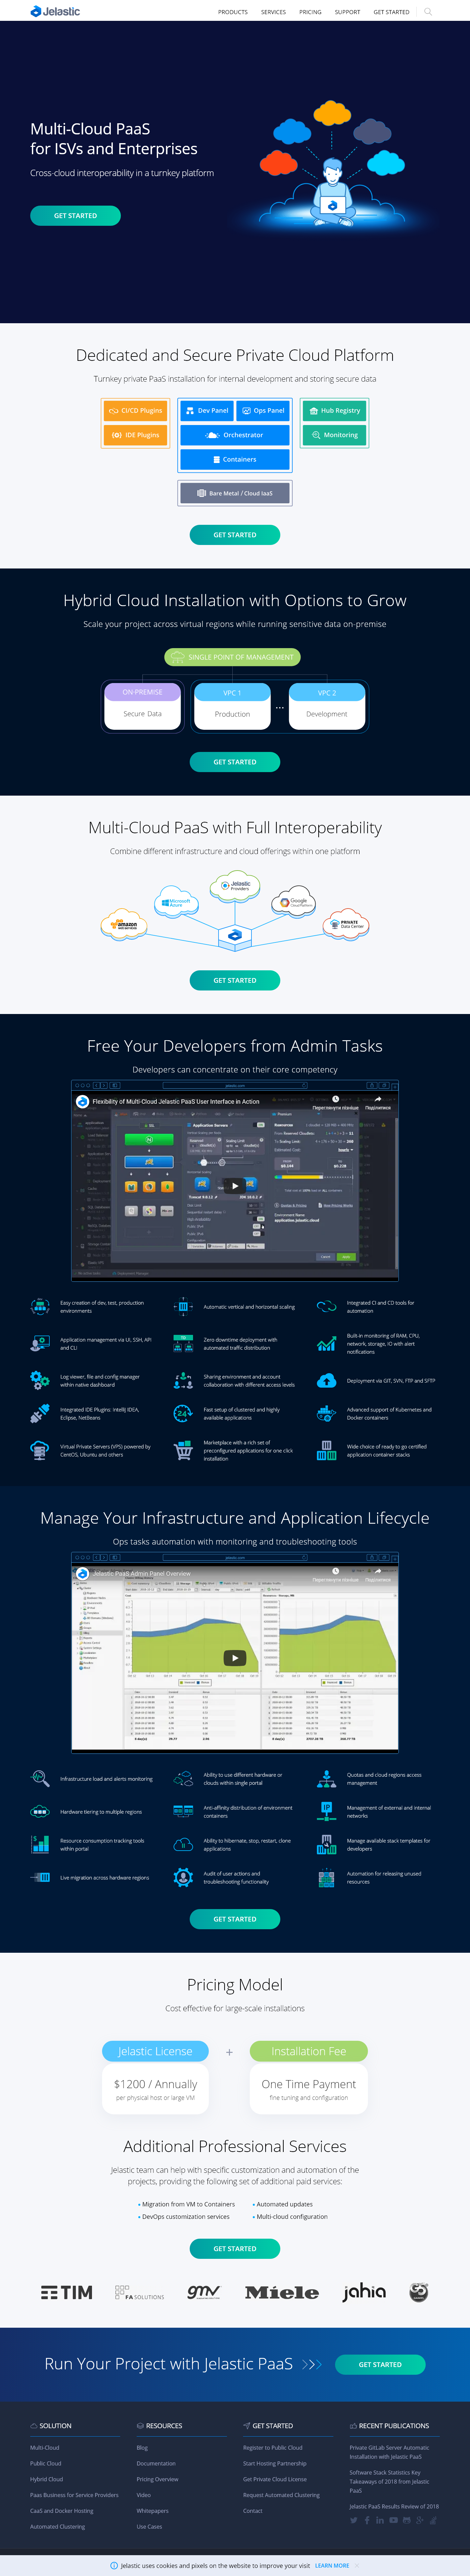 Jelastic
PRODUCTS SERVICES PRICING SUPPORT GET STARTED
Multi-Cloud PaaS
for ISVs and Enterprises
Cross-cloud interoperability in a turnkey platform
GET STARTED
Dedicated and Secure Private Cloud Platform
Turnkey private PaaS installation for internal development and storing secure data
CI/CD Plugins Dev Panel Ops Panel Hub Registry
IDE Plugins Orchestrator Monitoring
Containers
Bare Metal / Cloud IaaS
GET STARTED
Hybrid Cloud Installation with Options to Grow
Scale your project across virtual regions while running sensitive data on-premise
SINGLE POINT OF MANAGEMENT
ON-PREMISE VPC 1 VPC 2
Secure Data Production ... Development
GET STARTED
Multi-Cloud PaaS with Full Interoperability
Combine different infrastructure and cloud offerings within one platform
Jelastic
Providers
Microsoft
Azure
Google
Cloud Platform
amazon
web services
PRIVATE
Data Center
GET STARTED
Free Your Developers from Admin Tasks
Developers can concentrate on their core competency
jelastic.com
Flexibility of Multi-Cloud Jelastic PaaS User Interface in Action
Переглянути пізніше Поділитися
Easy creation of dev, test, production
environments
Automatic vertical and horizontal scaling
Integrated CI and CD tools for
automation
Application management via UI, SSH, API
and CLI
Zero downtime deployment with
automated traffic distribution
Built-in monitoring of RAM, CPU,
network, storage, IO with alert
notifications
Log viewer, file and config manager
within native dashboard
Sharing environment and account
collaboration with different access levels
Deployment via GIT, SVN, FTP and SFTP
Integrated IDE Plugins: IntelliJ IDEA,
Eclipse, NetBeans
24/7
Fast setup of clustered and highly
available applications
Advanced support of Kubernetes and
Docker containers
Virtual Private Servers (VPS) powered by
CentOS, Ubuntu and others
Marketplace with a rich set of
preconfigured applications for one click
installation
Wide choice of ready to go certified
application container stacks
Manage Your Infrastructure and Application Lifecycle
Ops tasks automation with monitoring and troubleshooting tools
jelastic.com
Jelastic PaaS Admin Panel Overview
Переглянути пізніше Поділитися
Infrastructure load and alerts monitoring
Ability to use different hardware or
clouds within single portal
Quotas and cloud regions access
management
Hardware tiering to multiple regions
Anti-affinity distribution of environment
containers
IP
Management of external and internal
networks
Resource consumption tracking tools
within portal
Ability to hibernate, stop, restart, clone
applications
Manage available stack templates for
developers
Live migration across hardware regions
Audit of user actions and
troubleshooting functionality
Automation for releasing unused
resources
GET STARTED
Pricing Model
Cost effective for large-scale installations
Jelastic License + Installation Fee
$1200 / Annually One Time Payment
per physical host or large VM fine tuning and configuration
Additional Professional Services
Jelastic team can help with specific customization and automation of the
projects, providing the following set of additional paid services:
• Migration from VM to Containers • Automated updates
• DevOps customization services • Multi-cloud configuration
GET STARTED
TIM FA SOLUTIONS gmv Miele jahia
Run Your Project with Jelastic PaaS GET STARTED
SOLUTION
Multi-Cloud
Public Cloud
Hybrid Cloud
Paas Business for Service Providers
CaaS and Docker Hosting
Automated Clustering
RESOURCES
Blog
Documentation
Pricing Overview
Video
Whitepapers
Use Cases
GET STARTED
Register to Public Cloud
Start Hosting Partnership
Get Private Cloud License
Request Automated Clustering
Contact
RECENT PUBLICATIONS
Private GitLab Server Automatic
Installation with Jelastic PaaS
Software Stack Statistics Key
Takeaways of 2018 from Jelastic
PaaS
Jelastic PaaS Results Review of 2018
Jelastic uses cookies and pixels on the website to improve your visit LEARN MORE